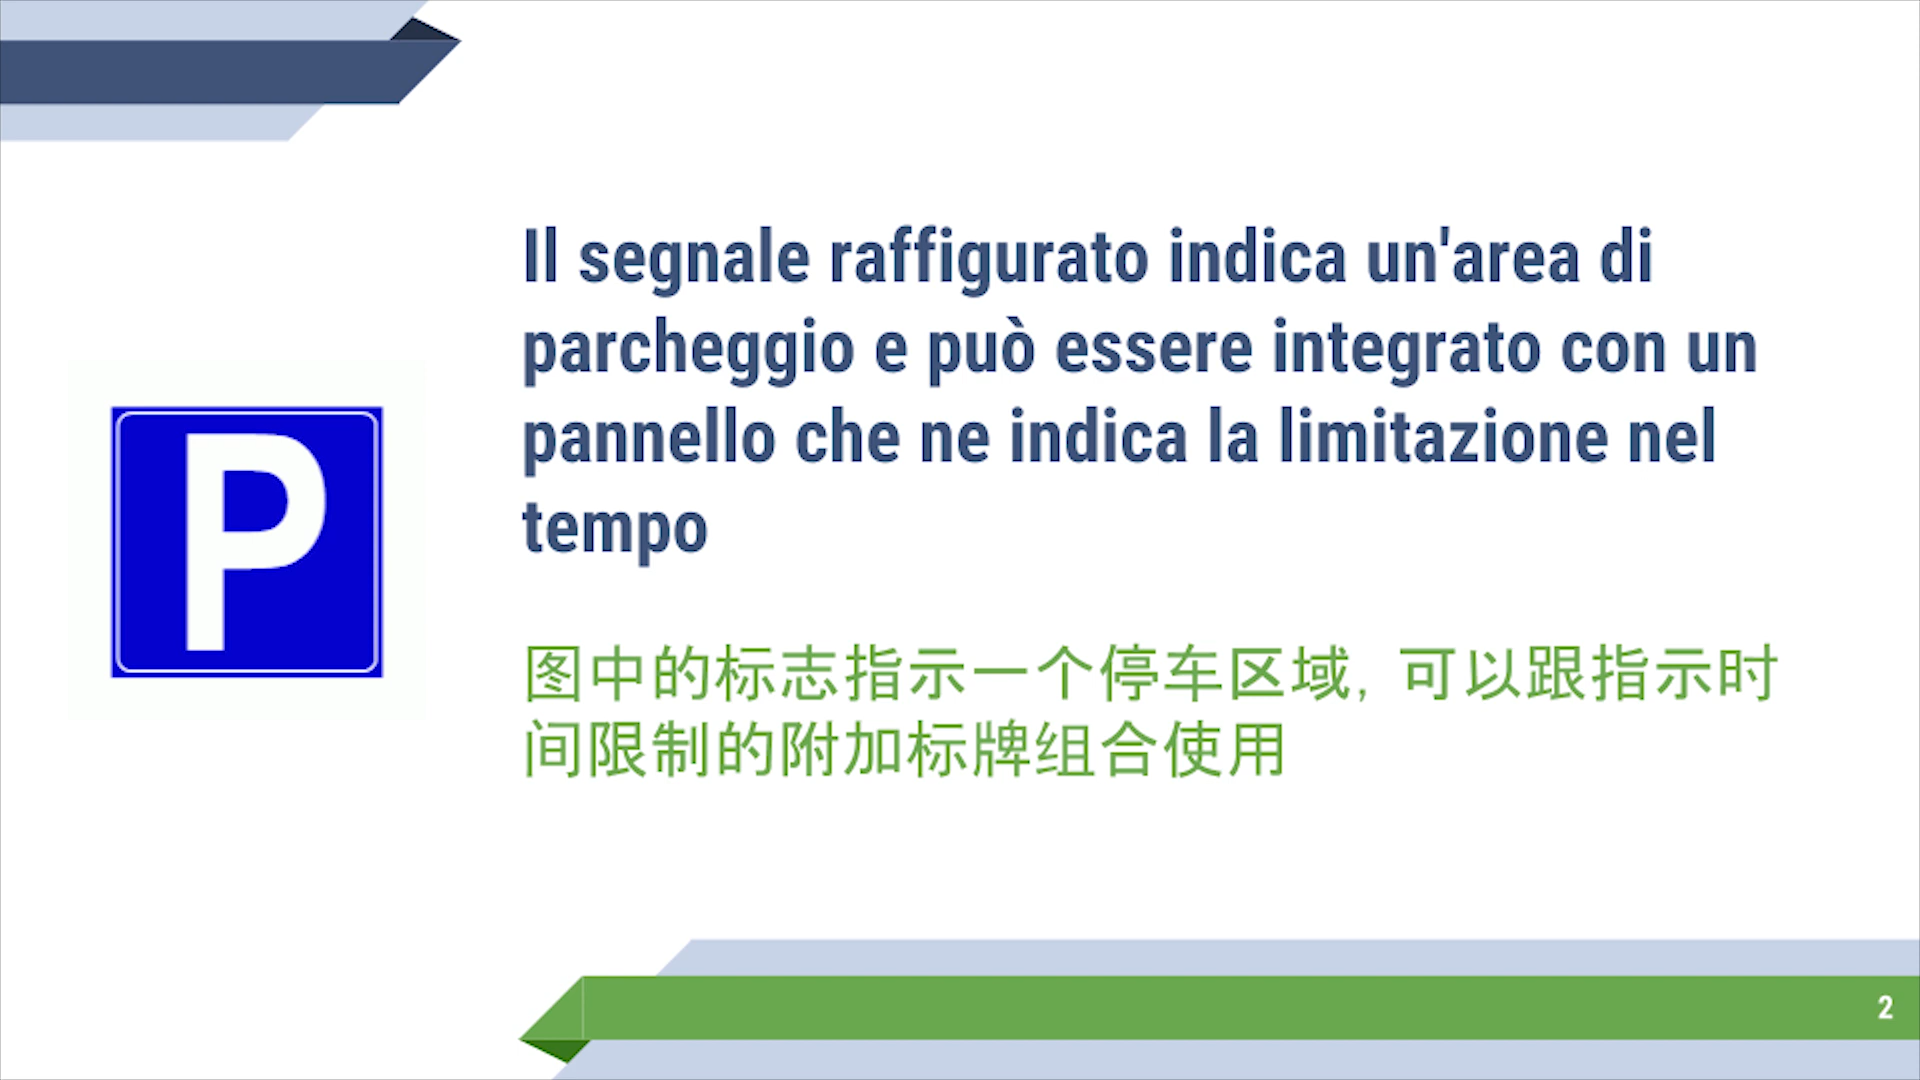 P
Il segnale raffigurato indica un'area di
parcheggio e può essere integrato con un
pannello che ne indica la limitazione nel
tempo
图中的标志指示一个停车区域, 可以跟指示时
间限制的附加标牌组合使用
2